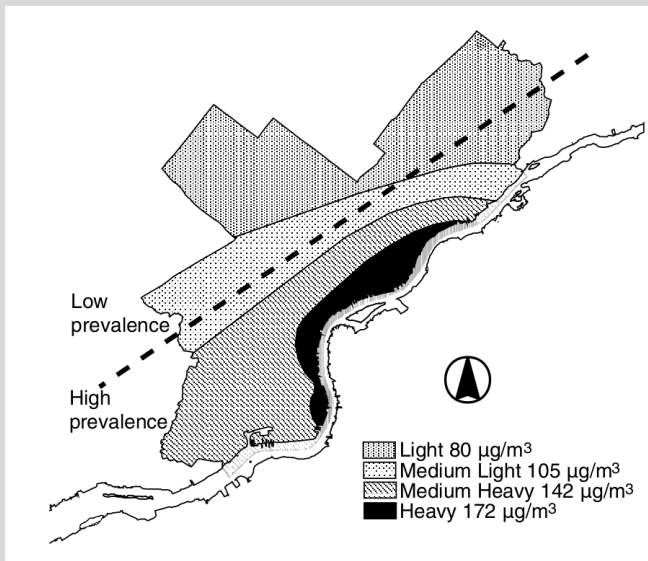 Low
prevalence
High
prevalence
Light 80 μg/m³
Medium Light 105 μg/m³
Medium Heavy 142 μg/m³
Heavy 172 μg/m³